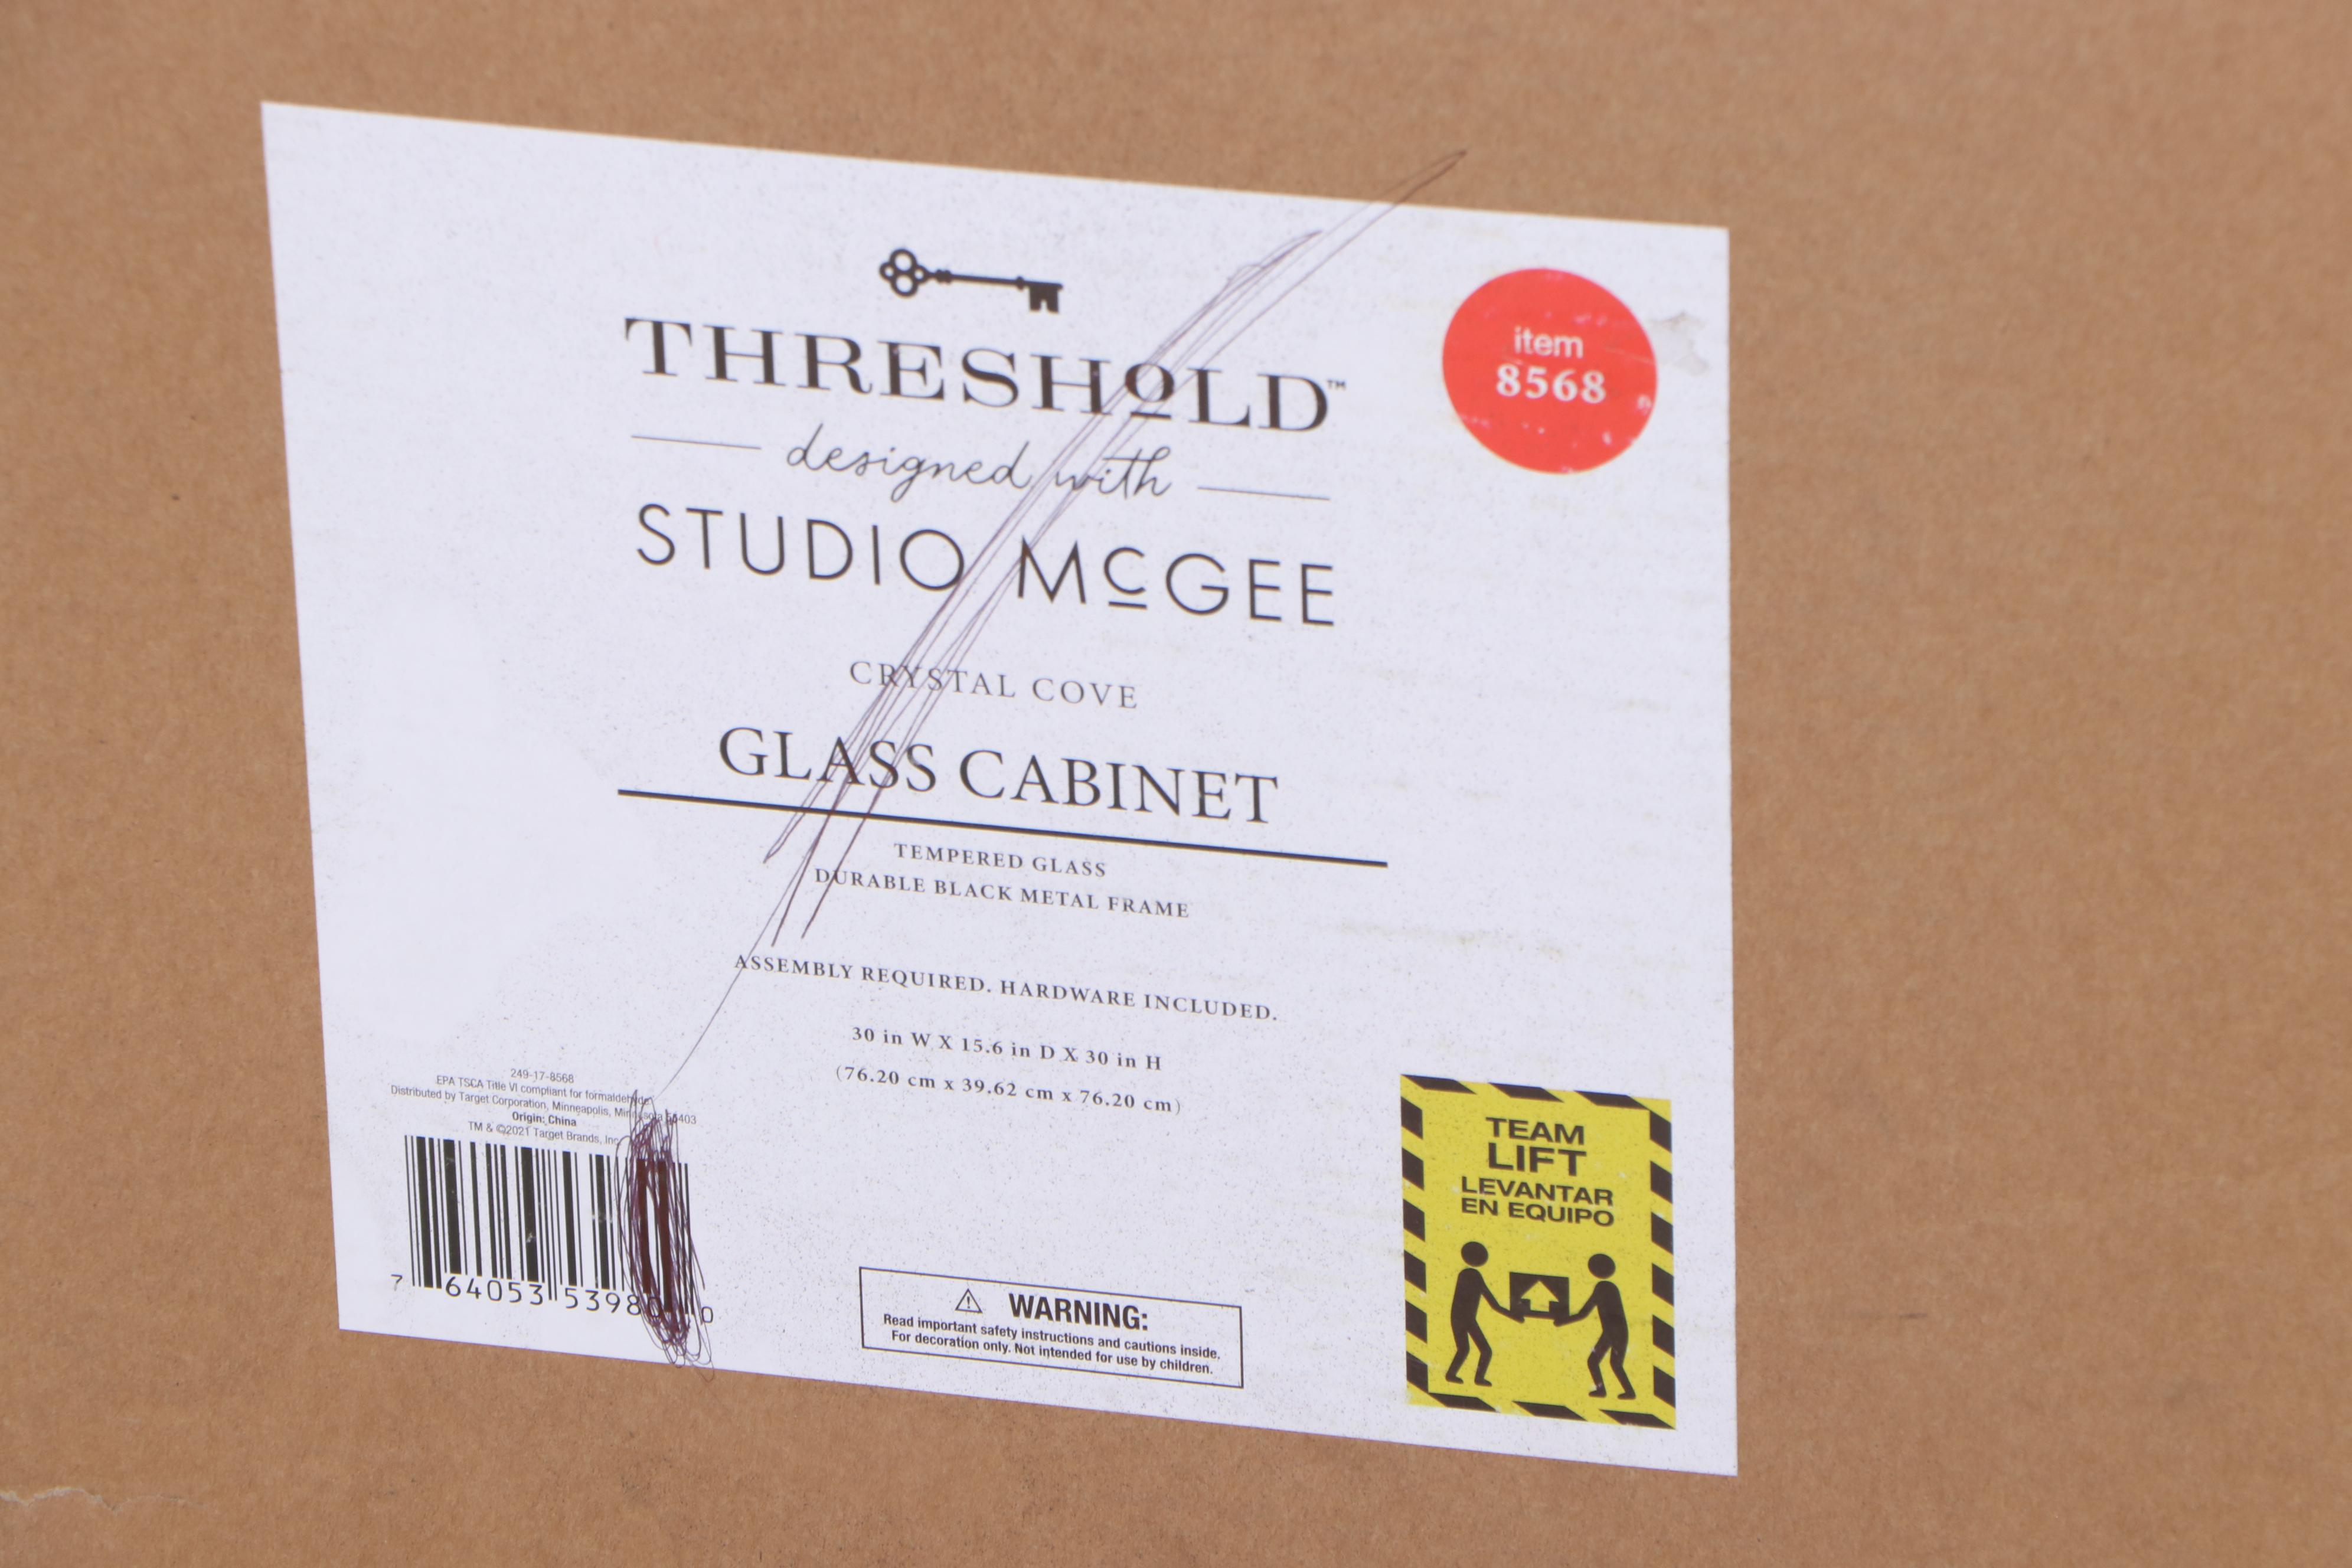 THRESHOLD™
item
8568
designed with
STUDIO McGEE
CRYSTAL COVE
GLASS CABINET
TEMPERED GLASS
DURABLE BLACK METAL FRAME
ASSEMBLY REQUIRED. HARDWARE INCLUDED.
30 in W X 15.6 in D X 30 in H
(76.20 cm x 39.62 cm x 76.20 cm)
249-17-8568
EPA TSCA Title VI compliant for formaldehyde
Distributed by Target Corporation, Minneapolis, Minnesota 55403
Origin: China
TM & ©2021 Target Brands, Inc.
7 64053 5398 0
⚠ WARNING:
Read important safety instructions and cautions inside.
For decoration only. Not intended for use by children.
TEAM
LIFT
LEVANTAR
EN EQUIPO